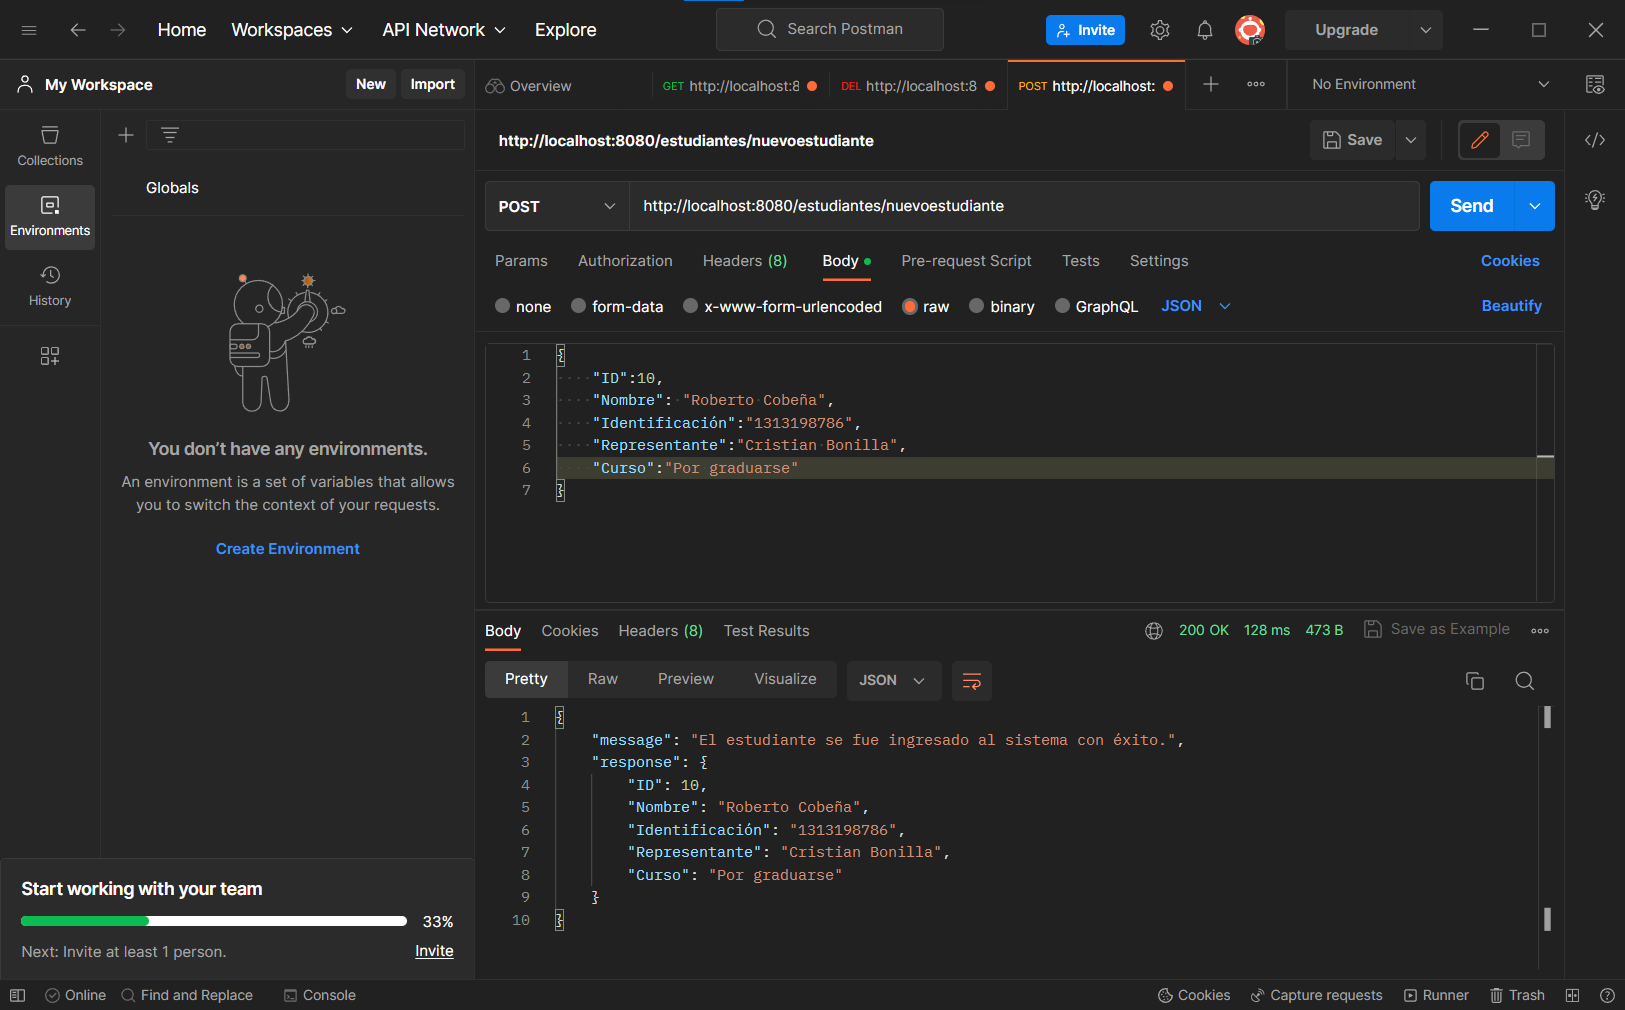 Home Workspaces API Network Explore Search Postman Invite Upgrade
My Workspace New Import Overview GET http://localhost:8 DEL http://localhost:8 POST http://localhost: No Environment
Collections
Environments
History
Globals
You don't have any environments.
An environment is a set of variables that allows
you to switch the context of your requests.
Create Environment
Start working with your team
33%
Next: Invite at least 1 person. Invite
http://localhost:8080/estudiantes/nuevoestudiante Save
POST http://localhost:8080/estudiantes/nuevoestudiante Send
Params Authorization Headers (8) Body Pre-request Script Tests Settings Cookies
none form-data x-www-form-urlencoded raw binary GraphQL JSON Beautify
1 {
2 "ID":10,
3 "Nombre": "Roberto Cobeña",
4 "Identificación":"1313198786",
5 "Representante":"Cristian Bonilla",
6 "Curso":"Por graduarse"
7 }
Body Cookies Headers (8) Test Results 200 OK 128 ms 473 B Save as Example
Pretty Raw Preview Visualize JSON
1 {
2 "message": "El estudiante se fue ingresado al sistema con éxito.",
3 "response": {
4 "ID": 10,
5 "Nombre": "Roberto Cobeña",
6 "Identificación": "1313198786",
7 "Representante": "Cristian Bonilla",
8 "Curso": "Por graduarse"
9 }
10 }
Online Find and Replace Console Cookies Capture requests Runner Trash